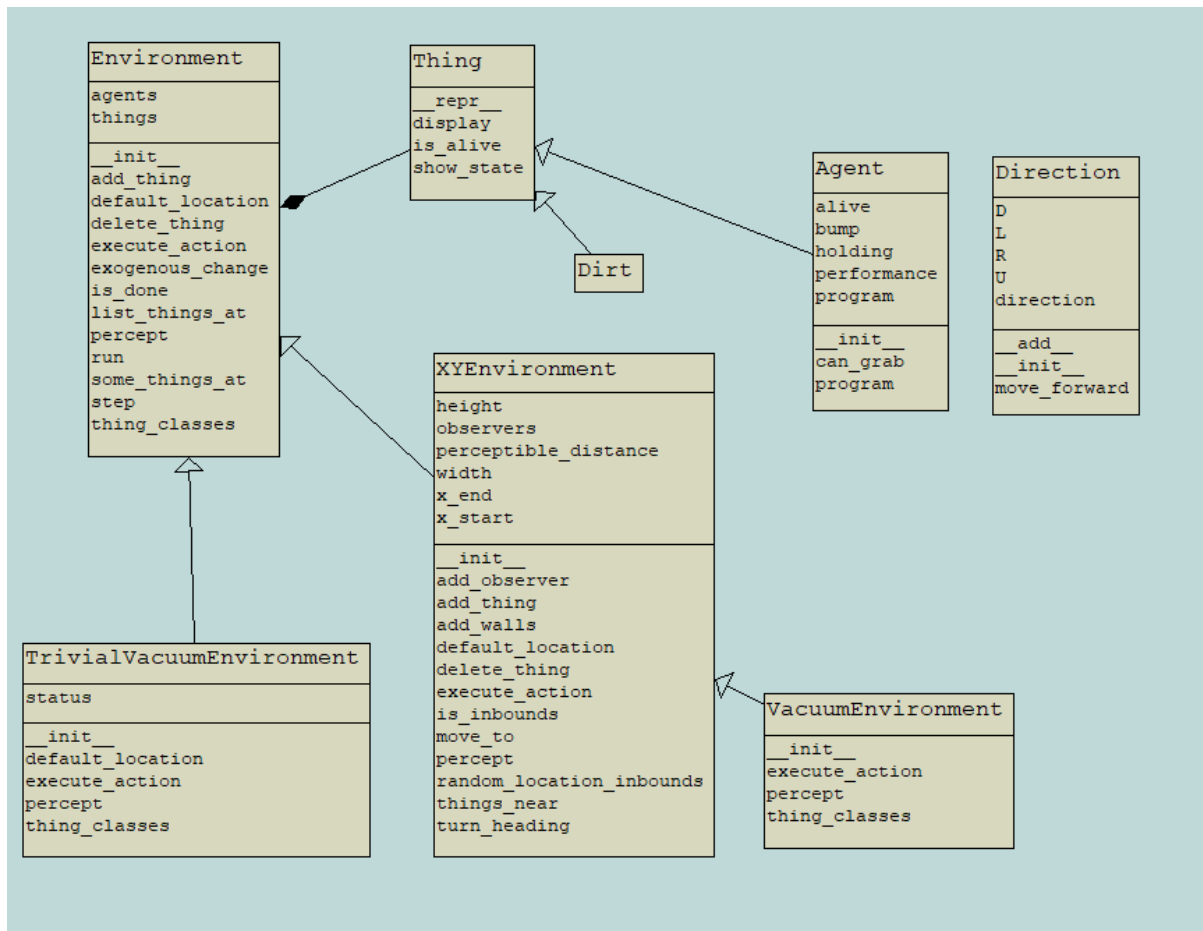 Environment
agents
things
__init__
add_thing
default_location
delete_thing
execute_action
exogenous_change
is_done
list_things_at
percept
run
some_things_at
step
thing_classes
Thing
__repr__
display
is_alive
show_state
Dirt
Agent
alive
bump
holding
performance
program
__init__
can_grab
program
Direction
D
L
R
U
direction
__add__
__init__
move_forward
XYEnvironment
height
observers
perceptible_distance
width
x_end
x_start
__init__
add_observer
add_thing
add_walls
default_location
delete_thing
execute_action
is_inbounds
move_to
percept
random_location_inbounds
things_near
turn_heading
TrivialVacuumEnvironment
status
__init__
default_location
execute_action
percept
thing_classes
VacuumEnvironment
__init__
execute_action
percept
thing_classes